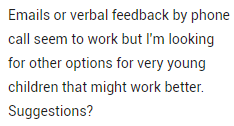 Emails or verbal feedback by phone
call seem to work but I'm looking
for other options for very young
children that might work better.
Suggestions?